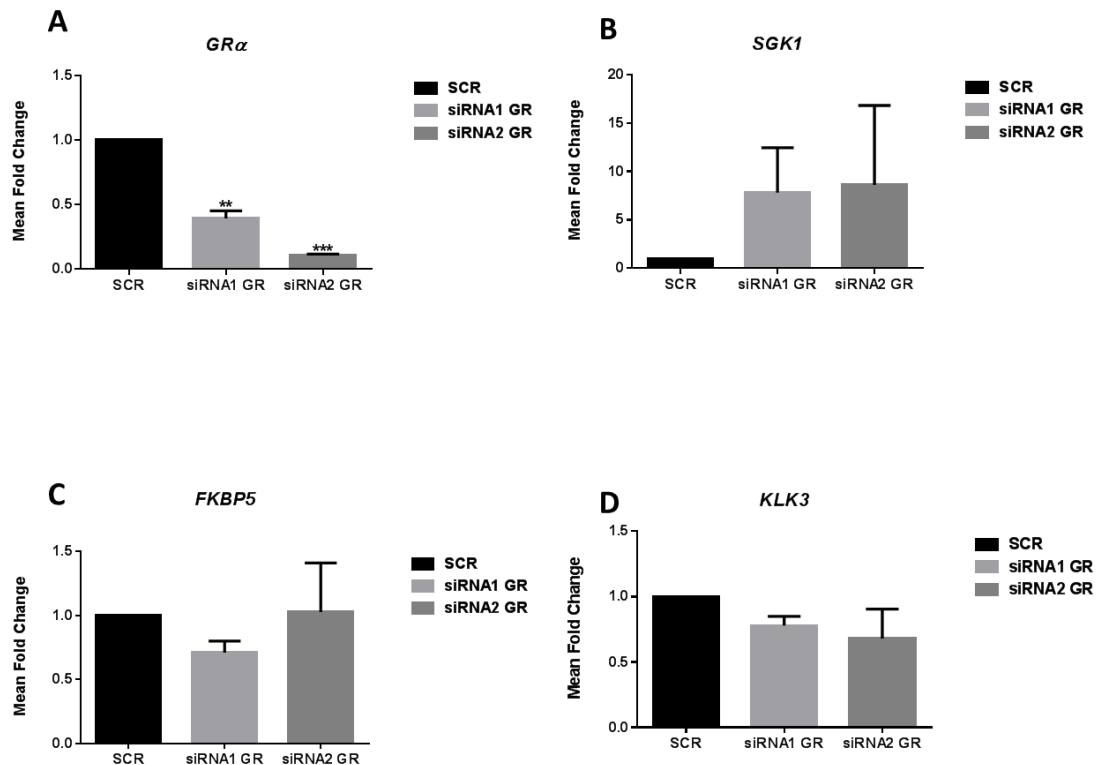 A
GRα
Mean Fold Change
1.5
1.0
0.5
0.0
**
***
SCR
siRNA1 GR
siRNA2 GR
SCR
siRNA1 GR
siRNA2 GR
B
SGK1
Mean Fold Change
20
15
10
5
0
SCR
siRNA1 GR
siRNA2 GR
SCR
siRNA1 GR
siRNA2 GR
C
FKBP5
Mean Fold Change
1.5
1.0
0.5
0.0
SCR
siRNA1 GR
siRNA2 GR
SCR
siRNA1 GR
siRNA2 GR
D
KLK3
Mean Fold Change
1.5
1.0
0.5
0.0
SCR
siRNA1 GR
siRNA2 GR
SCR
siRNA1 GR
siRNA2 GR